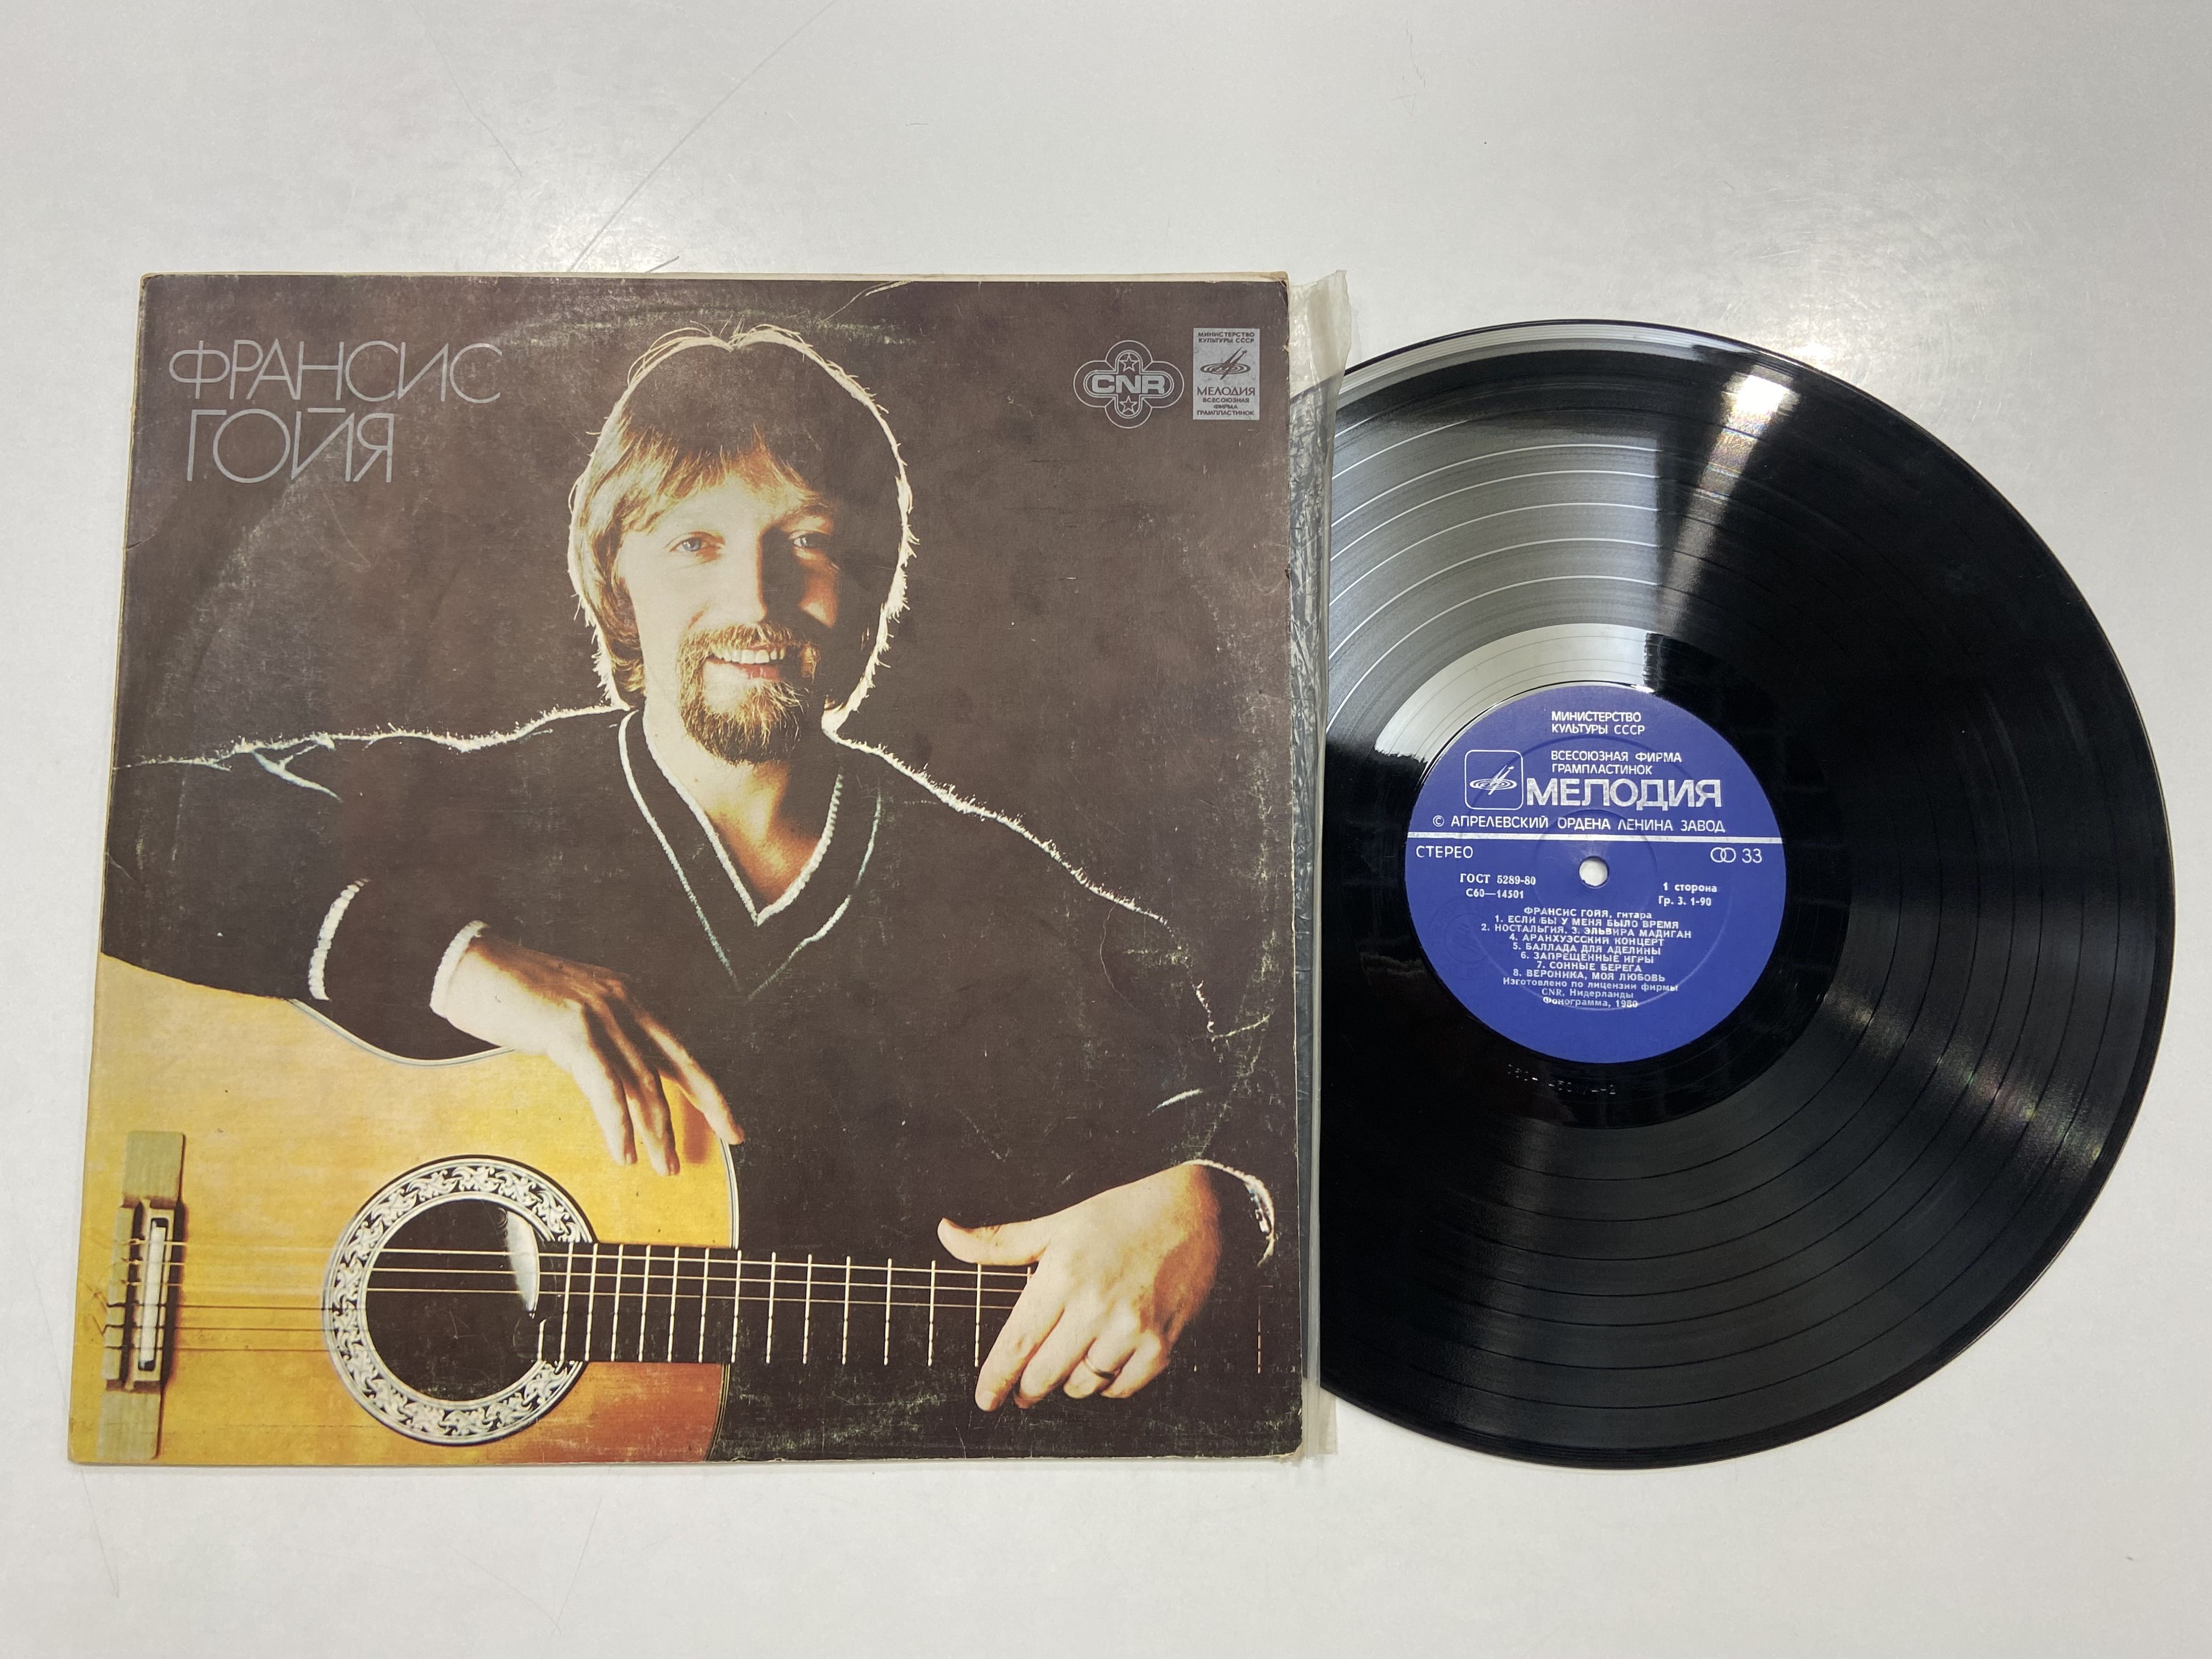 ФРАНСИС
ГОЙЯ
CNR
МИНИСТЕРСТВО
КУЛЬТУРЫ СССР
МЕЛОДИЯ
ВСЕСОЮЗНАЯ
ФИРМА
ГРАМПЛАСТИНОК
МИНИСТЕРСТВО
КУЛЬТУРЫ СССР
ВСЕСОЮЗНАЯ ФИРМА
ГРАМПЛАСТИНОК
МЕЛОДИЯ
© АПРЕЛЕВСКИЙ ОРДЕНА ЛЕНИНА ЗАВОД
СТЕРЕО
33
ГОСТ 5289-80
С60—14501
1 сторона
Гр. 3. 1-90
ФРАНСИС ГОЙЯ, гитара
1. ЕСЛИ БЫ У МЕНЯ БЫЛО ВРЕМЯ
2. НОСТАЛЬГИЯ. 3. ЭЛЬВИРА МАДИГАН
4. АРАНХУЭССКИЙ КОНЦЕРТ
5. БАЛЛАДА ДЛЯ АДЕЛИНЫ
6. ЗАПРЕЩЕННЫЕ ИГРЫ
7. СОННЫЕ БЕРЕГА
8. ВЕРОНИКА, МОЯ ЛЮБОВЬ
Изготовлено по лицензии фирмы
CNR, Нидерланды
Фонограмма, 1980